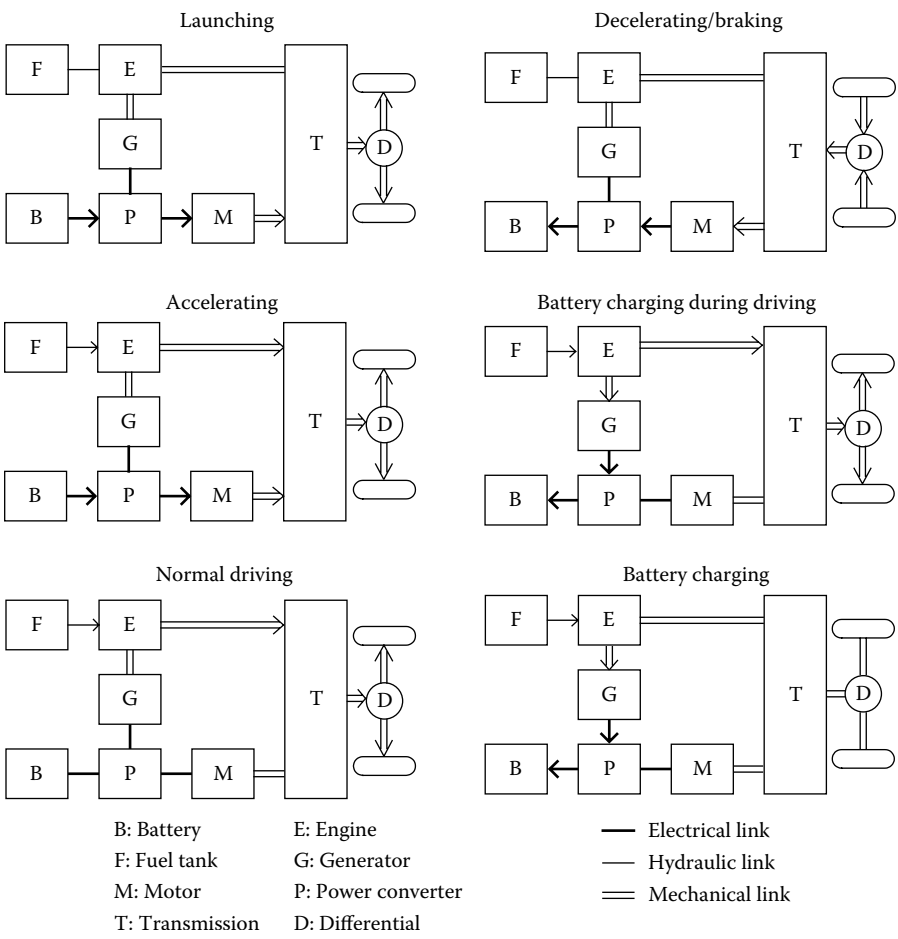 Launching
F
E
G
T
D
B
P
M
Decelerating/braking
F
E
G
T
D
B
P
M
Accelerating
F
E
G
T
D
B
P
M
Battery charging during driving
F
E
G
T
D
B
P
M
Normal driving
F
E
G
T
D
B
P
M
Battery charging
F
E
G
T
D
B
P
M
B: Battery
F: Fuel tank
M: Motor
T: Transmission
E: Engine
G: Generator
P: Power converter
D: Differential
Electrical link
Hydraulic link
Mechanical link